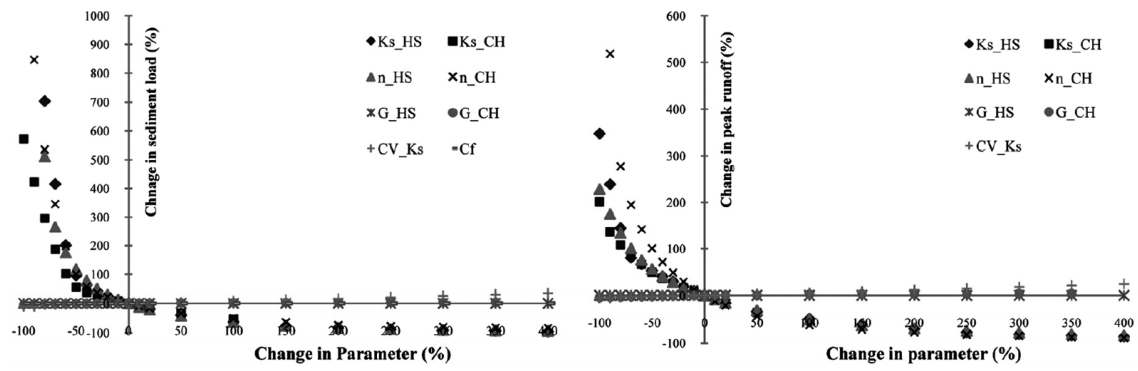 Chnage in sediment load (%)
1000
900
800
700
600
500
400
300
200
100
0
-100
Ks_HS
Ks_CH
n_HS
n_CH
G_HS
G_CH
CV_Ks
Cf
-100
-50
0
50
100
150
200
250
300
350
400
Change in Parameter (%)
Change in peak runoff (%)
600
500
400
300
200
100
0
-100
Ks_HS
Ks_CH
n_HS
n_CH
G_HS
G_CH
CV_Ks
-100
-50
0
50
100
150
200
250
300
350
400
Change in parameter (%)